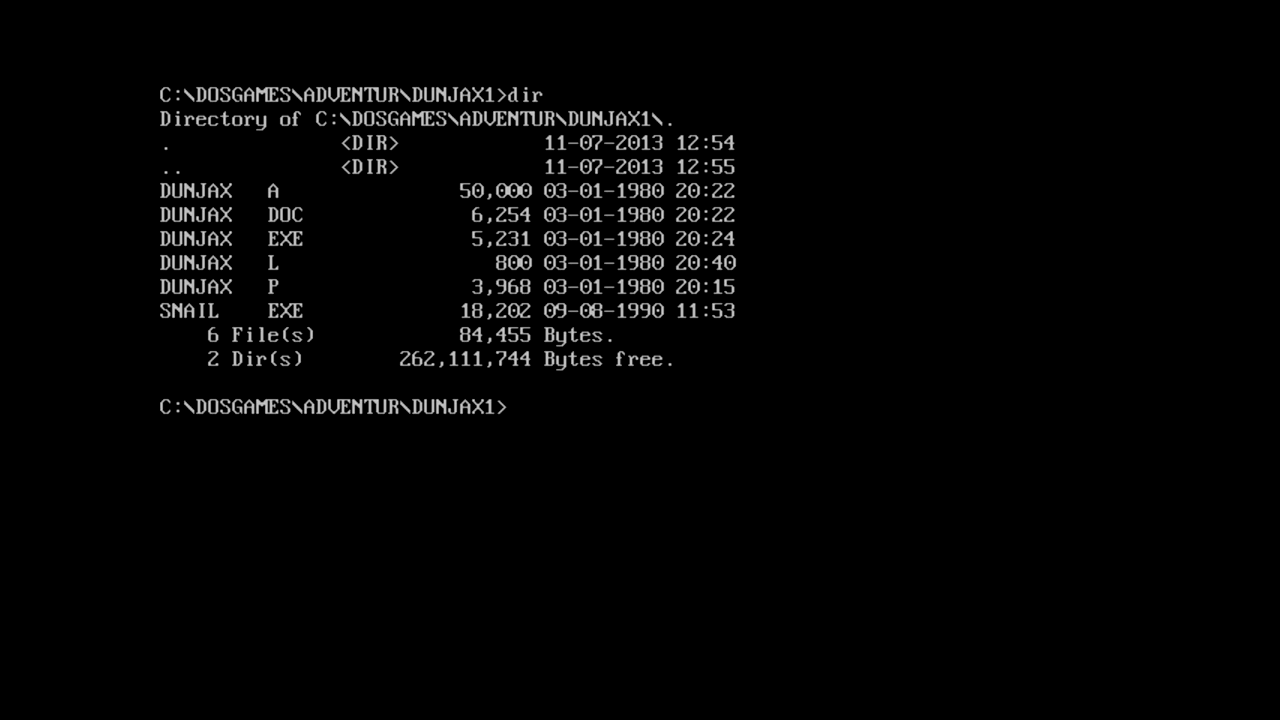 C:\DOSGAMES\ADVENTUR\DUNJAX1>dir
Directory of C:\DOSGAMES\ADVENTUR\DUNJAX1\.
.                <DIR>            11-07-2013 12:54
..               <DIR>            11-07-2013 12:55
DUNJAX   A               50,000 03-01-1980 20:22
DUNJAX   DOC              6,254 03-01-1980 20:22
DUNJAX   EXE              5,231 03-01-1980 20:24
DUNJAX   L                  800 03-01-1980 20:40
DUNJAX   P                3,968 03-01-1980 20:15
SNAIL    EXE             18,202 09-08-1990 11:53
    6 File(s)            84,455 Bytes.
    2 Dir(s)        262,111,744 Bytes free.
C:\DOSGAMES\ADVENTUR\DUNJAX1>